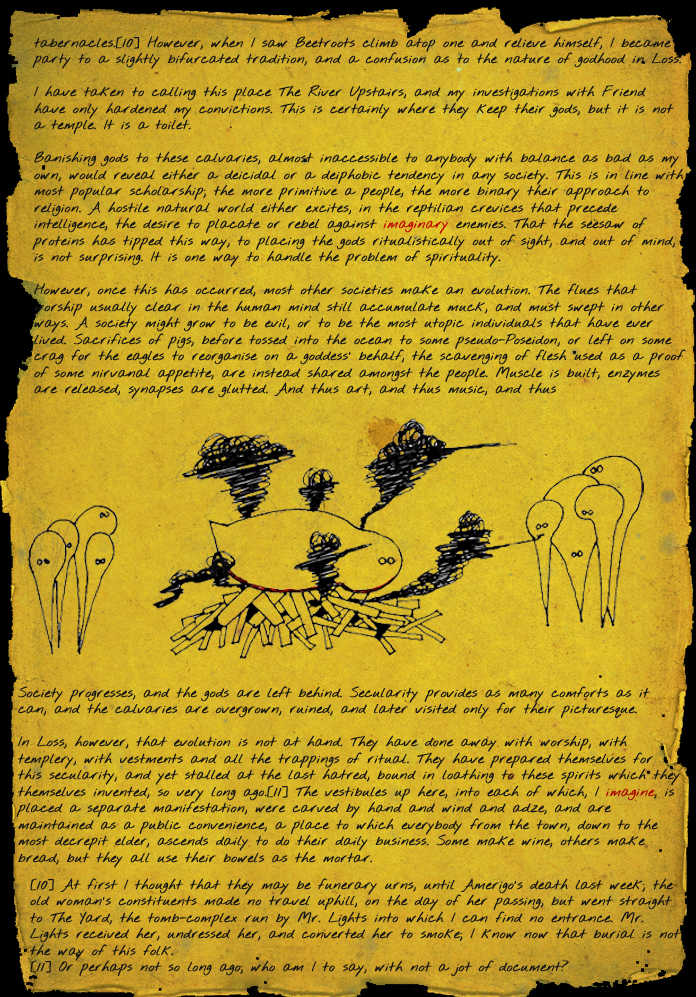 tabernacles.[10] However, when I saw Beetroots climb atop one and relieve himself, I became
party to a slightly bifurcated tradition, and a confusion as to the nature of godhood in Loss.
I have taken to calling this place The River Upstairs, and my investigations with Friend
have only hardened my convictions. This is certainly where they keep their gods, but it is not
a temple. It is a toilet.
Banishing gods to these calvaries, almost inaccessible to anybody with balance as bad as my
own, would reveal either a deicidal or a deiphobic tendency in any society. This is in line with
most popular scholarship; the more primitive a people, the more binary their approach to
religion. A hostile natural world either excites, in the reptilian crevices that precede
intelligence, the desire to placate or rebel against imaginary enemies. That the seesaw of
proteins has tipped this way, to placing the gods ritualistically out of sight, and out of mind,
is not surprising. It is one way to handle the problem of spirituality.
However, once this has occurred, most other societies make an evolution. The flues that
worship usually clear in the human mind still accumulate muck, and must swept in other
ways. A society might grow to be evil, or to be the most utopic individuals that have ever
lived. Sacrifices of pigs, before tossed into the ocean to some pseudo-Poseidon, or left on some
crag for the eagles to reorganise on a goddess' behalf, the scavenging of flesh used as a proof
of some nirvanal appetite, are instead shared amongst the people. Muscle is built, enzymes
are released, synapses are glutted. And thus art, and thus music, and thus
Society progresses, and the gods are left behind. Secularity provides as many comforts as it
can, and the calvaries are overgrown, ruined, and later visited only for their picturesque.
In Loss, however, that evolution is not at hand. They have done away with worship, with
templery, with vestments and all the trappings of ritual. They have prepared themselves for
this secularity, and yet stalled at the last hatred, bound in loathing to these spirits which they
themselves invented, so very long ago.[11] The vestibules up here, into each of which, I imagine, is
placed a separate manifestation, were carved by hand and wind and adze, and are
maintained as a public convenience, a place to which everybody from the town, down to the
most decrepit elder, ascends daily to do their daily business. Some make wine, others make
bread, but they all use their bowels as the mortar.
[10] At first I thought that they may be funerary urns, until Amerigo's death last week; the
old woman's constituents made no travel uphill, on the day of her passing, but went straight
to The Yard, the tomb-complex run by Mr. Lights into which I can find no entrance. Mr.
Lights received her, undressed her, and converted her to smoke; I know now that burial is not
the way of this folk.
[11] Or perhaps not so long ago; who am I to say, with not a jot of document?